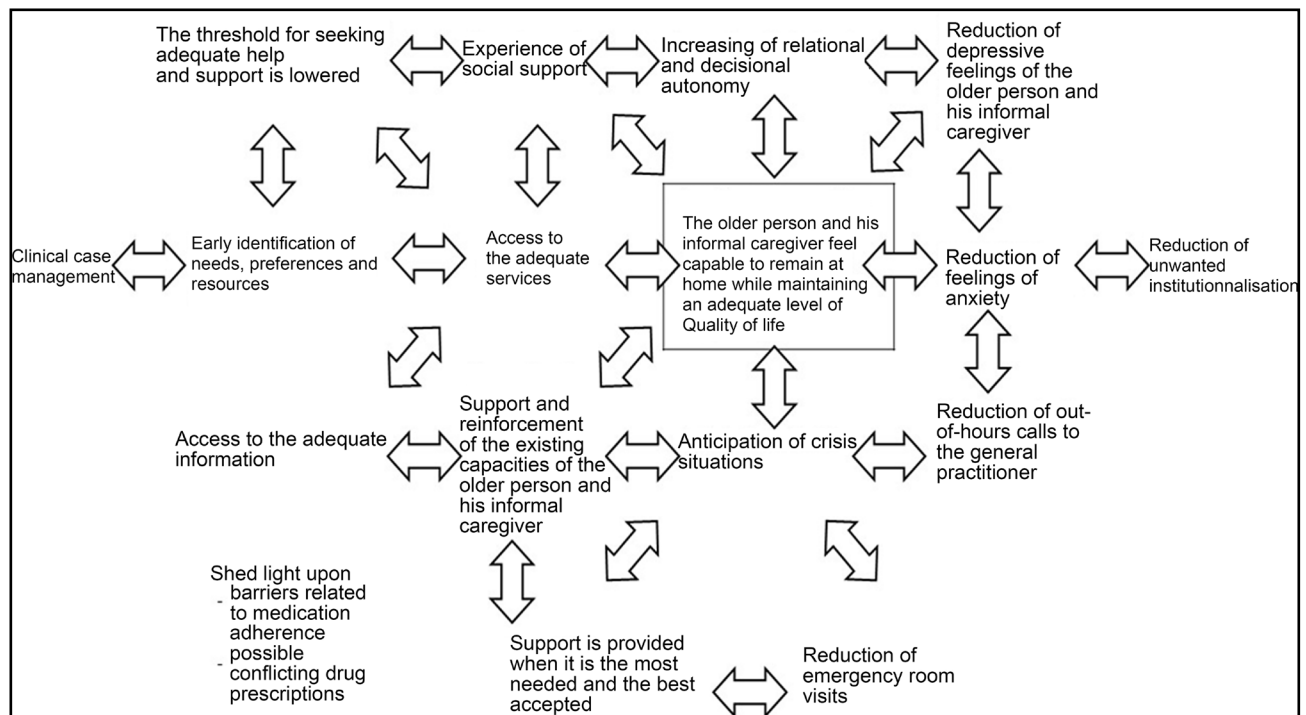 The threshold for seeking
adequate help
and support is lowered
Experience of
social support
Increasing of relational
and decisional
autonomy
Reduction of
depressive
feelings of the
older person and
his informal
caregiver
Clinical case
management
Early identification of
needs, preferences and
resources
Access to
the adequate
services
The older person and his
informal caregiver feel
capable to remain at
home while maintaining
an adequate level of
Quality of life
Reduction of
feelings of
anxiety
Reduction of
unwanted
institutionnalisation
Access to the adequate
information
Support and
reinforcement
of the existing
capacities of the
older person and
his informal
caregiver
Anticipation of crisis
situations
Reduction of out-
of-hours calls to
the general
practitioner
Shed light upon
- barriers related
to medication
adherence
- possible
conflicting drug
prescriptions
Support is provided
when it is the most
needed and the best
accepted
Reduction of
emergency room
visits